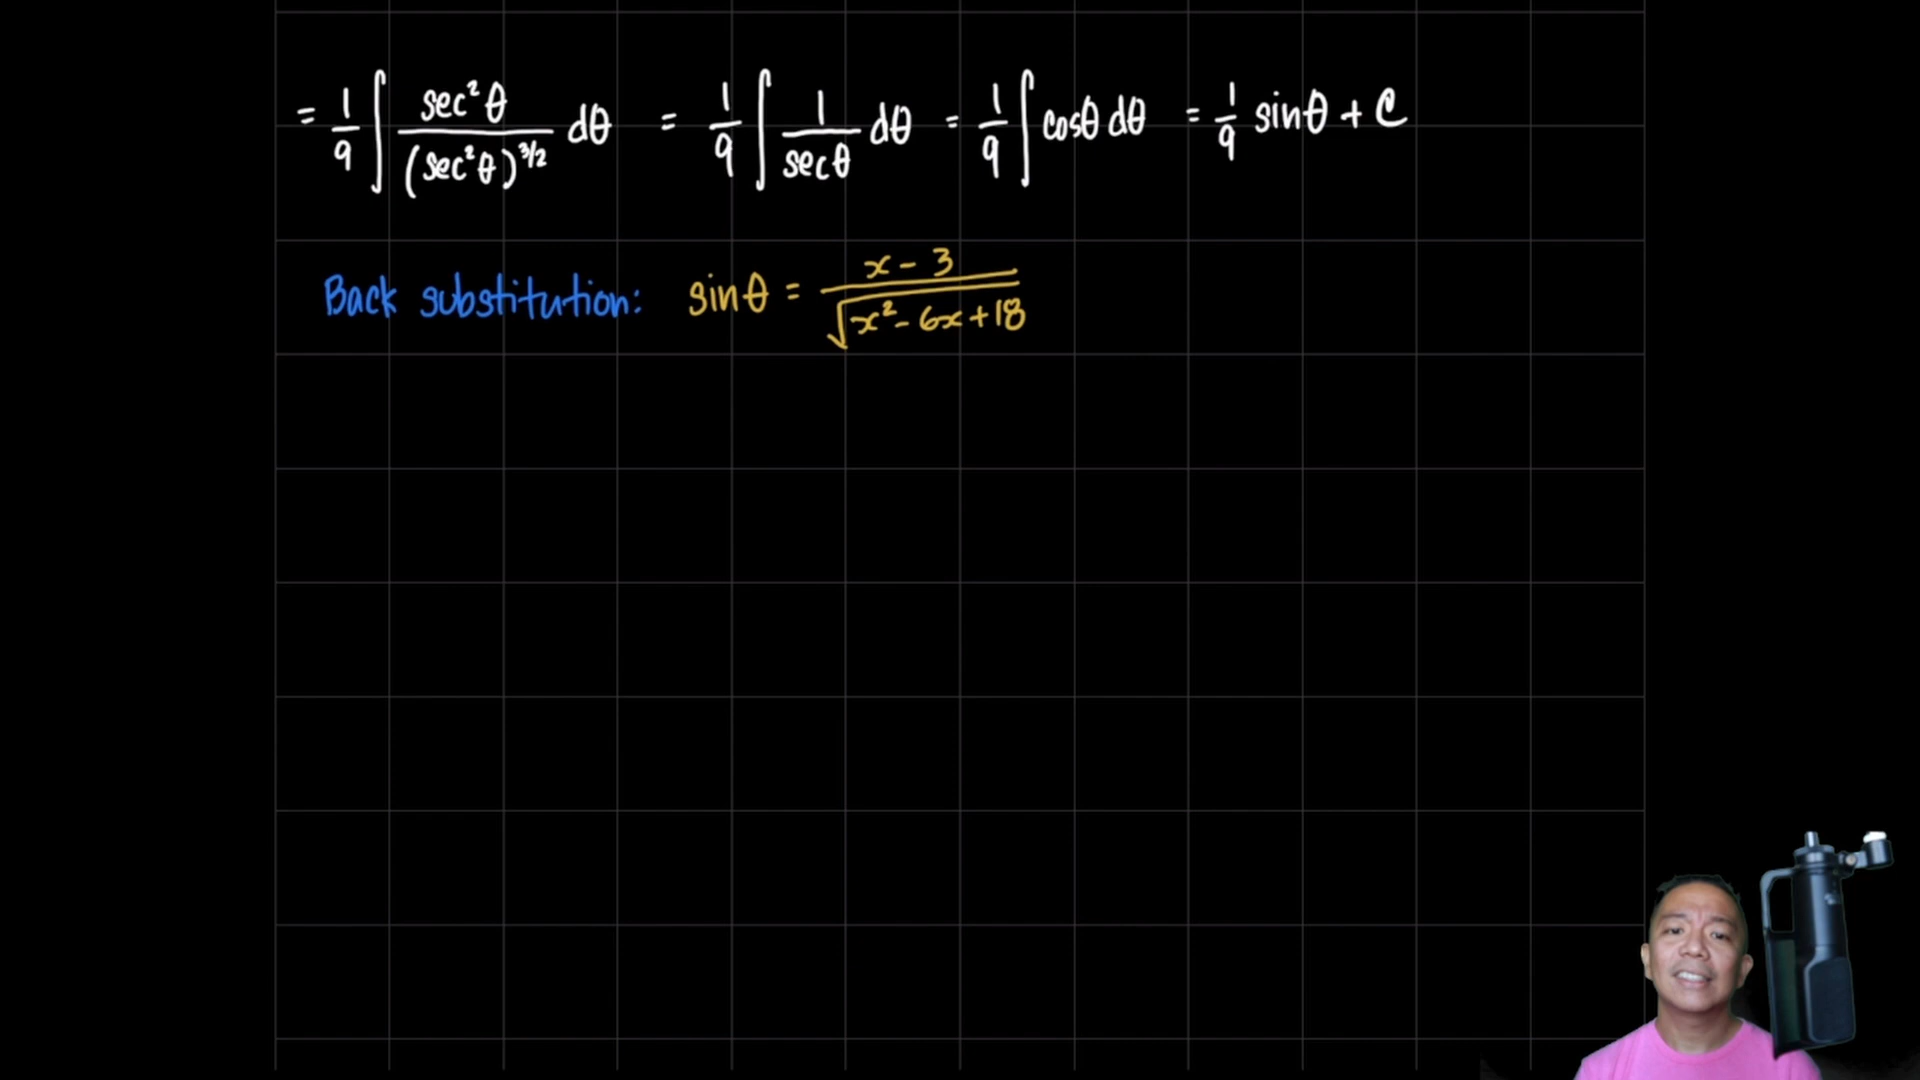 = 1/9 ∫ sec²θ/(sec²θ)^3/2 dθ = 1/9 ∫ 1/secθ dθ = 1/9 ∫ cosθ dθ = 1/9 sinθ + C
Back substitution: sinθ = x - 3/√x² - 6x + 18